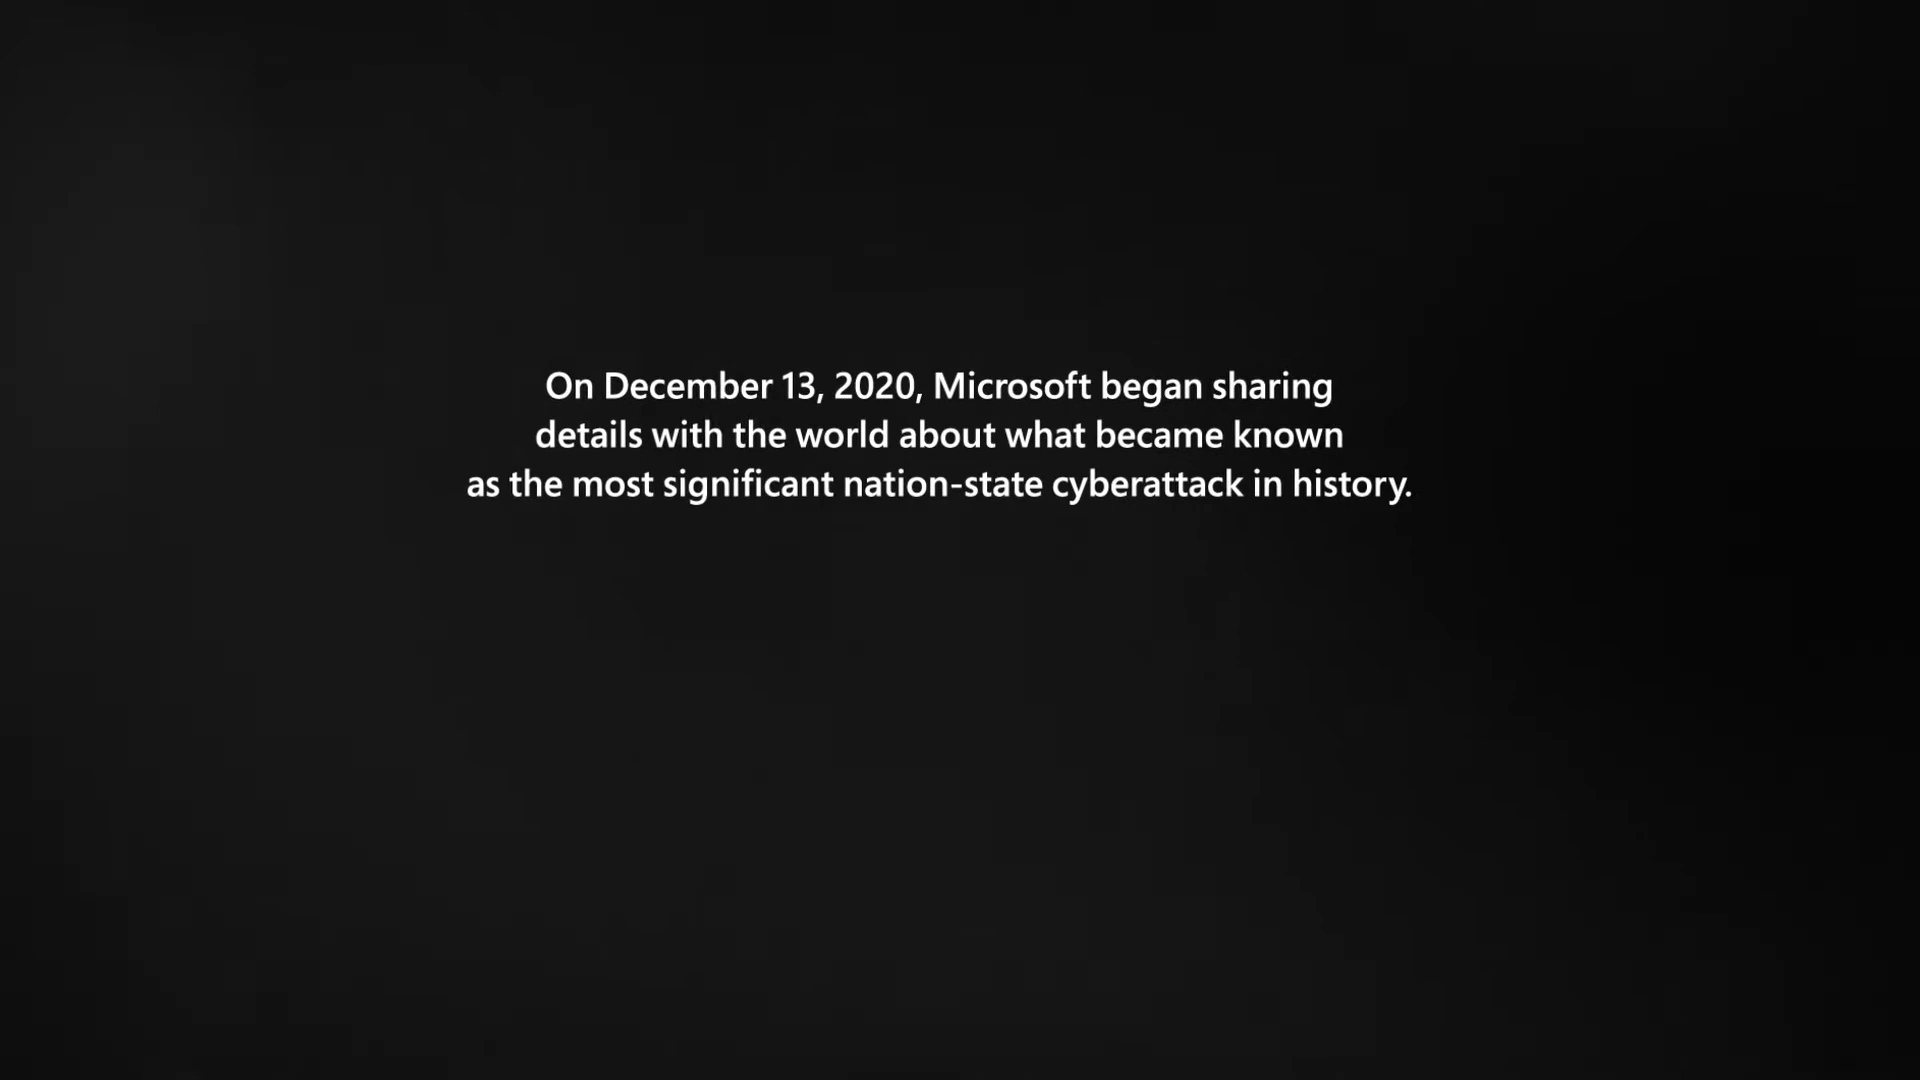 On December 13, 2020, Microsoft began sharing
details with the world about what became known
as the most significant nation-state cyberattack in history.